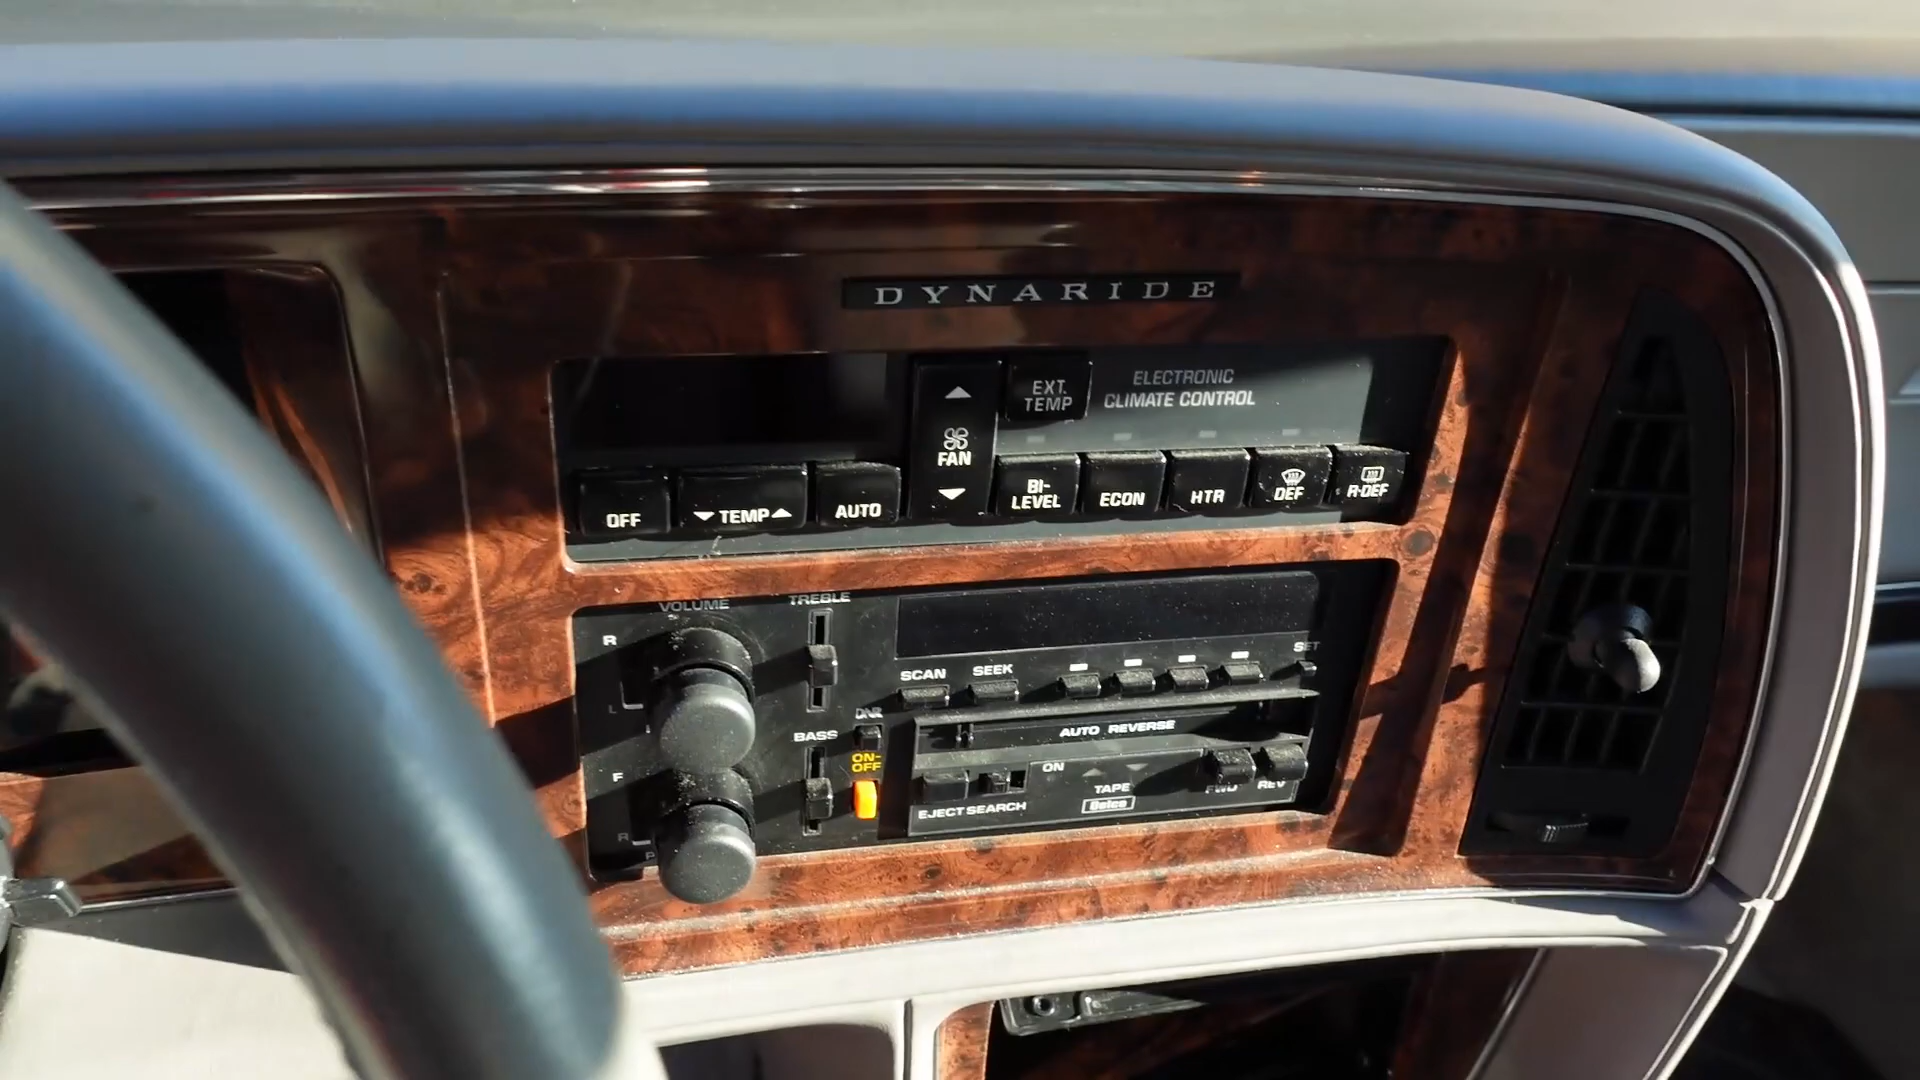 DYNARIDE
EXT. TEMP
ELECTRONIC
CLIMATE CONTROL
FAN
OFF
TEMP
AUTO
BI-LEVEL
ECON
HTR
DEF
R-DEF
VOLUME
TREBLE
R
L
SCAN
SEEK
SET
DNR
BASS
AUTO REVERSE
ON-OFF
F
R
ON
TAPE
FWD
REV
EJECT
SEARCH
Delco